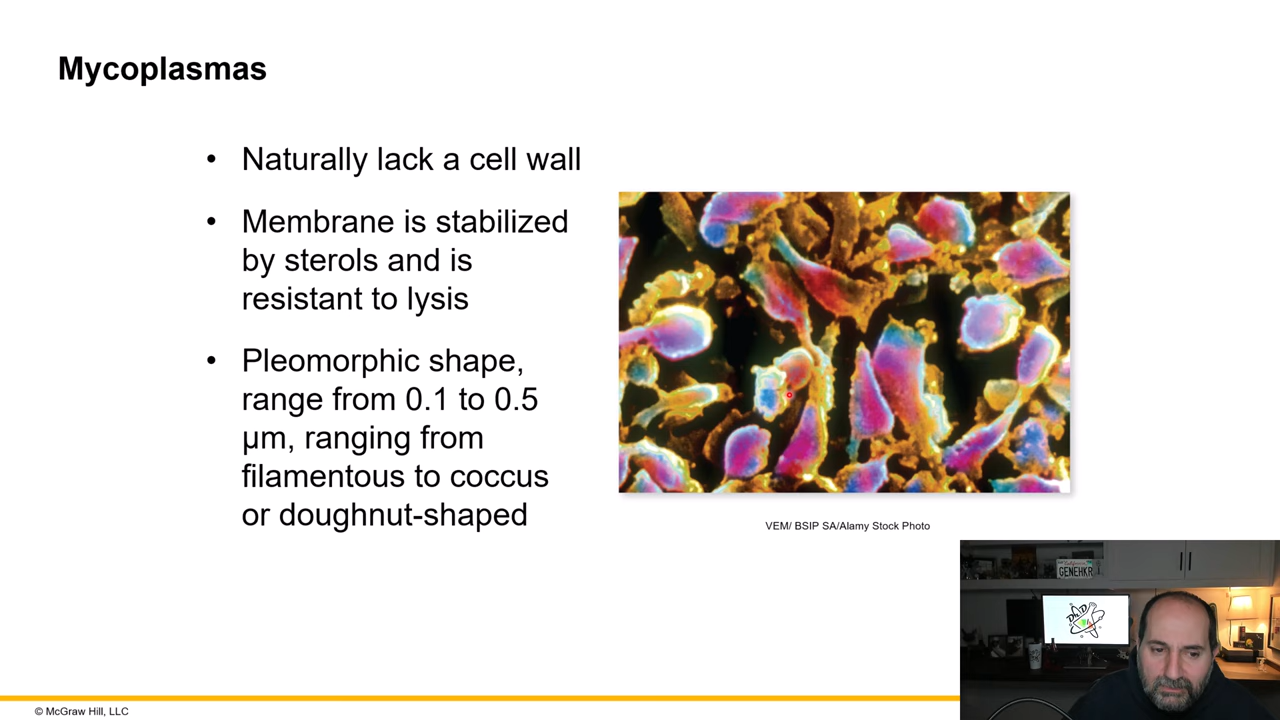 Mycoplasmas
• Naturally lack a cell wall
• Membrane is stabilized
by sterols and is
resistant to lysis
• Pleomorphic shape,
range from 0.1 to 0.5
µm, ranging from
filamentous to coccus
or doughnut-shaped
VEM/ BSIP SA/Alamy Stock Photo
California
GENEHKR
© McGraw Hill, LLC